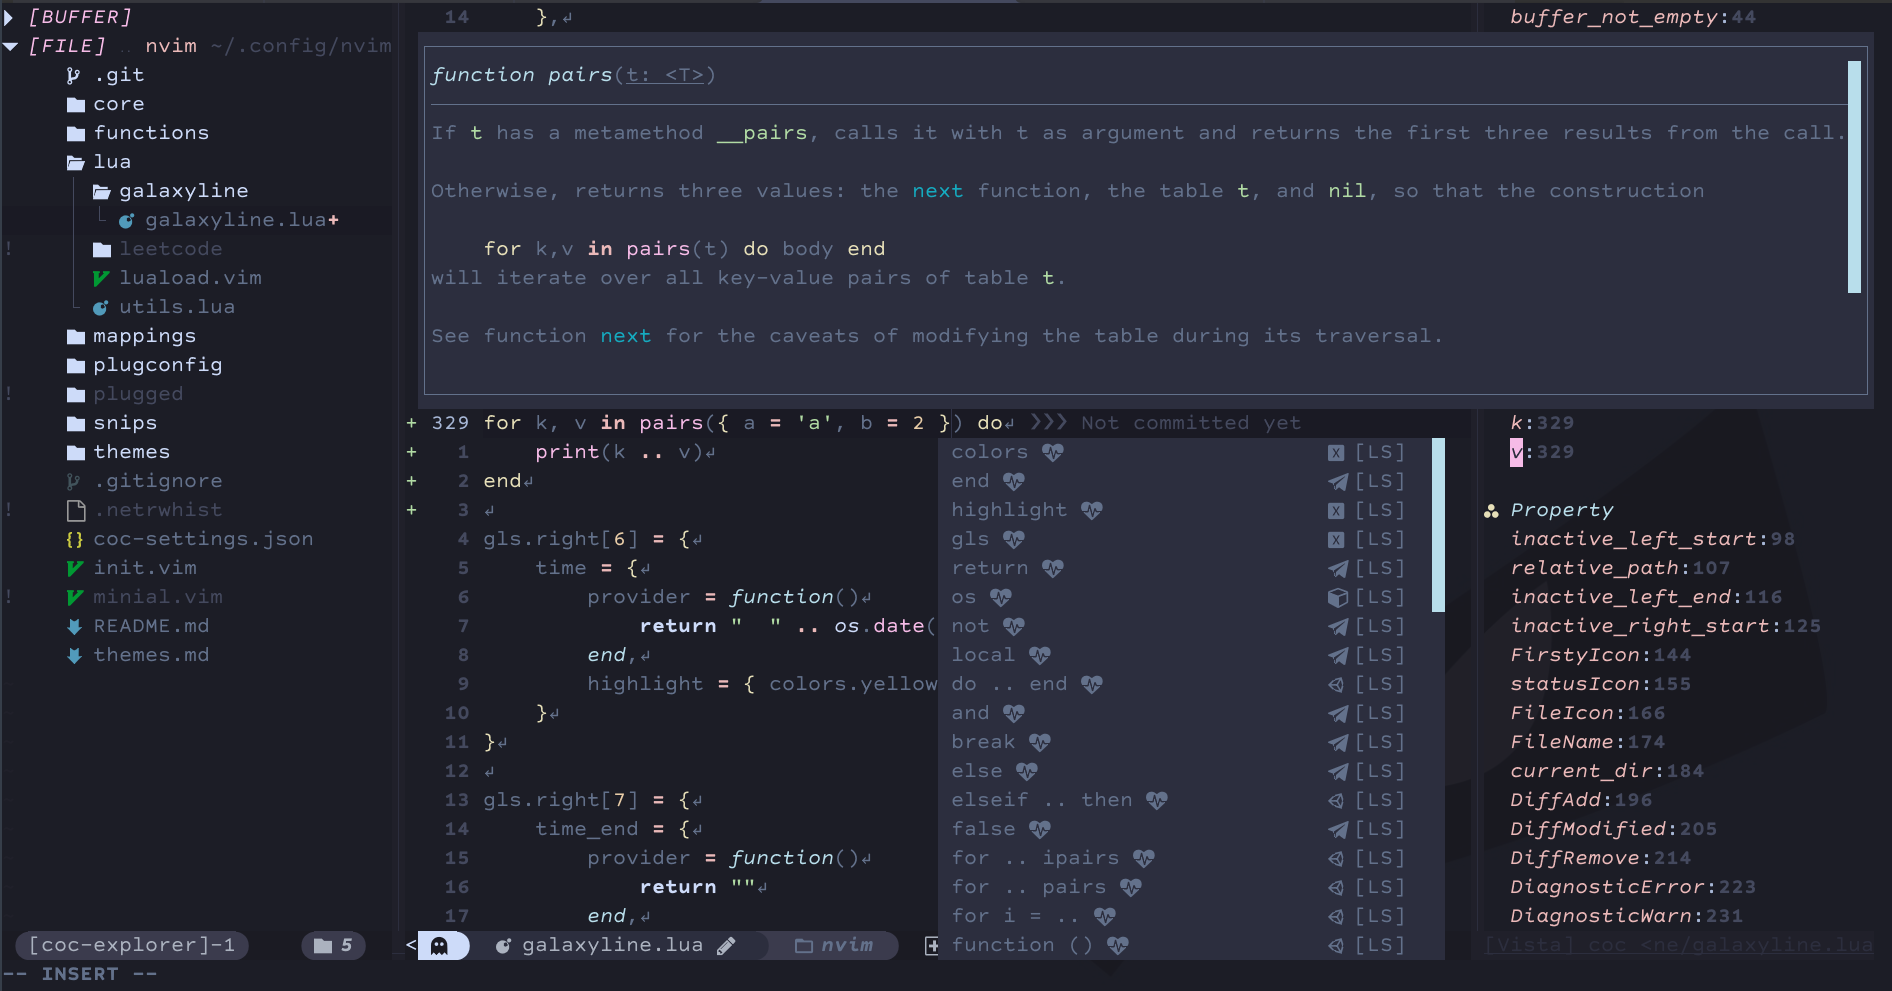 [BUFFER]
[FILE] .. nvim ~/.config/nvim
.git
core
functions
lua
galaxyline
galaxyline.lua+
! leetcode
luaload.vim
utils.lua
mappings
plugconfig
! plugged
snips
themes
.gitignore
! .netrwhist
{} coc-settings.json
init.vim
! minial.vim
README.md
themes.md
[coc-explorer]-1 5
14 },↲
function pairs(t: <T>)
If t has a metamethod __pairs, calls it with t as argument and returns the first three results from the call.
Otherwise, returns three values: the next function, the table t, and nil, so that the construction
for k,v in pairs(t) do body end
will iterate over all key-value pairs of table t.
See function next for the caveats of modifying the table during its traversal.
+ 329 for k, v in pairs({ a = 'a', b = 2 }) do↲ ❯❯❯ Not committed yet
+ 1 print(k .. v)↲
+ 2 end↲
+ 3 ↲
4 gls.right[6] = {↲
5 time = {↲
6 provider = function()↲
7 return "  " .. os.date(
8 end,↲
9 highlight = { colors.yellow
10 }↲
11 }↲
12 ↲
13 gls.right[7] = {↲
14 time_end = {↲
15 provider = function()↲
16 return ""↲
17 end,↲
colors [LS]
end [LS]
highlight [LS]
gls [LS]
return [LS]
os [LS]
not [LS]
local [LS]
do .. end [LS]
and [LS]
break [LS]
else [LS]
elseif .. then [LS]
false [LS]
for .. ipairs [LS]
for .. pairs [LS]
for i = .. [LS]
function () [LS]
< galaxyline.lua nvim
buffer_not_empty:44
k:329
v:329
Property
inactive_left_start:98
relative_path:107
inactive_left_end:116
inactive_right_start:125
FirstyIcon:144
statusIcon:155
FileIcon:166
FileName:174
current_dir:184
DiffAdd:196
DiffModified:205
DiffRemove:214
DiagnosticError:223
DiagnosticWarn:231
[Vista] coc <ne/galaxyline.lua
-- INSERT --